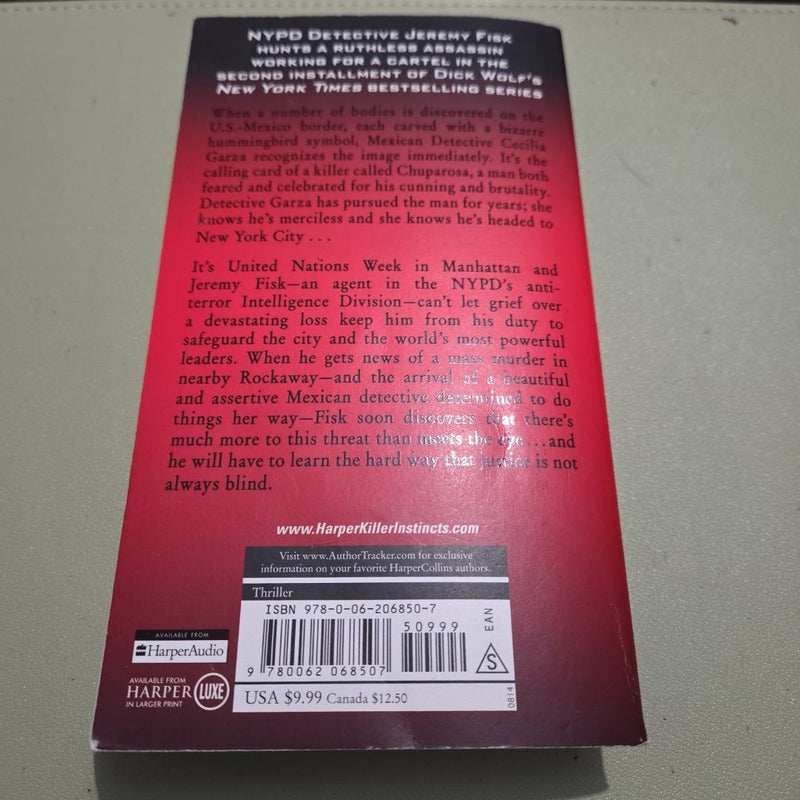 NYPD DETECTIVE JEREMY FISK
HUNTS A RUTHLESS ASSASSIN
WORKING FOR A CARTEL IN THE
SECOND INSTALLMENT OF DICK WOLF'S
NEW YORK TIMES BESTSELLING SERIES
When a number of bodies is discovered on the
U.S.-Mexico border, each carved with a bizarre
hummingbird symbol, Mexican Detective Cecilia
Garza recognizes the image immediately. It's the
calling card of a killer called Chuparosa, a man both
feared and celebrated for his cunning and brutality.
Detective Garza has pursued the man for years; she
knows he's merciless and she knows he's headed to
New York City . . .
It's United Nations Week in Manhattan and
Jeremy Fisk—an agent in the NYPD's anti-
terror Intelligence Division—can't let grief over
a devastating loss keep him from his duty to
safeguard the city and the world's most powerful
leaders. When he gets news of a mass murder in
nearby Rockaway—and the arrival of a beautiful
and assertive Mexican detective determined to do
things her way—Fisk soon discovers that there's
much more to this threat than meets the eye...and
he will have to learn the hard way that justice is not
always blind.
www.HarperKillerInstincts.com
Visit www.AuthorTracker.com for exclusive
information on your favorite HarperCollins authors.
Thriller
ISBN 978-0-06-206850-7
50999
EAN
9 780062 068507
S
USA $9.99 Canada $12.50
0814
AVAILABLE FROM
HarperAudio
AVAILABLE FROM
HARPER LUXE
IN LARGER PRINT